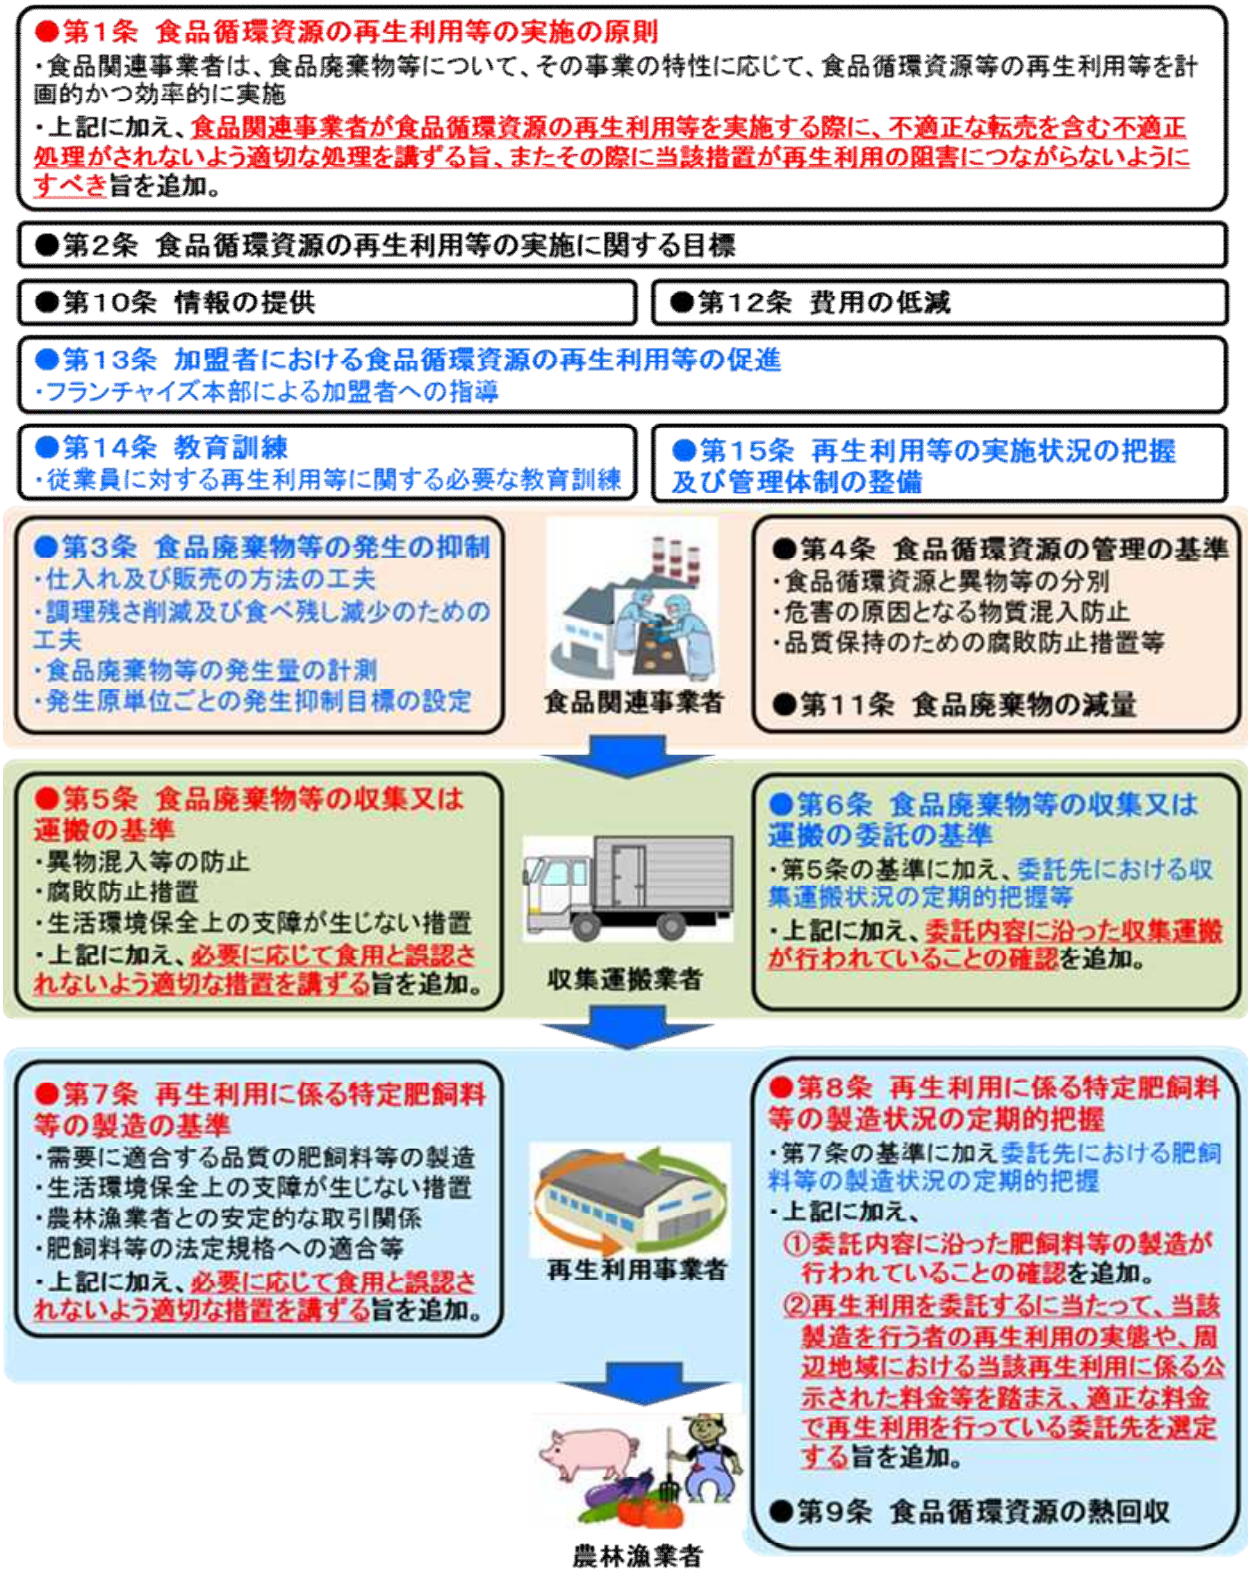 ●第1条 食品循環資源の再生利用等の実施の原則
・食品関連事業者は、食品廃棄物等について、その事業の特性に応じて、食品循環資源等の再生利用等を計
画的かつ効率的に実施
・上記に加え、食品関連事業者が食品循環資源の再生利用等を実施する際に、不適正な転売を含む不適正
処理がされないよう適切な処理を講ずる旨、またその際に当該措置が再生利用の阻害につながらないように
すべき旨を追加。
●第2条 食品循環資源の再生利用等の実施に関する目標
●第10条 情報の提供
●第12条 費用の低減
●第13条 加盟者における食品循環資源の再生利用等の促進
・フランチャイズ本部による加盟者への指導
●第14条 教育訓練
・従業員に対する再生利用等に関する必要な教育訓練
●第15条 再生利用等の実施状況の把握
及び管理体制の整備
●第3条 食品廃棄物等の発生の抑制
・仕入れ及び販売の方法の工夫
・調理残さ削減及び食べ残し減少のための
工夫
・食品廃棄物等の発生量の計測
・発生原単位ごとの発生抑制目標の設定
食品関連事業者
●第4条 食品循環資源の管理の基準
・食品循環資源と異物等の分別
・危害の原因となる物質混入防止
・品質保持のための腐敗防止措置等
●第11条 食品廃棄物の減量
●第5条 食品廃棄物等の収集又は
運搬の基準
・異物混入等の防止
・腐敗防止措置
・生活環境保全上の支障が生じない措置
・上記に加え、必要に応じて食用と誤認さ
れないよう適切な措置を講ずる旨を追加。
収集運搬業者
●第6条 食品廃棄物等の収集又は
運搬の委託の基準
・第5条の基準に加え、委託先における収
集運搬状況の定期的把握等
・上記に加え、委託内容に沿った収集運搬
が行われていることの確認を追加。
●第7条 再生利用に係る特定肥飼料
等の製造の基準
・需要に適合する品質の肥飼料等の製造
・生活環境保全上の支障が生じない措置
・農林漁業者との安定的な取引関係
・肥飼料等の法定規格への適合等
・上記に加え、必要に応じて食用と誤認さ
れないよう適切な措置を講ずる旨を追加。
再生利用事業者
●第8条 再生利用に係る特定肥飼料
等の製造状況の定期的把握
・第7条の基準に加え委託先における肥飼
料等の製造状況の定期的把握
・上記に加え、
①委託内容に沿った肥飼料等の製造が
行われていることの確認を追加。
②再生利用を委託するに当たって、当該
製造を行う者の再生利用の実態や、周
辺地域における当該再生利用に係る公
示された料金等を踏まえ、適正な料金
で再生利用を行っている委託先を選定
する旨を追加。
●第9条 食品循環資源の熱回収
農林漁業者